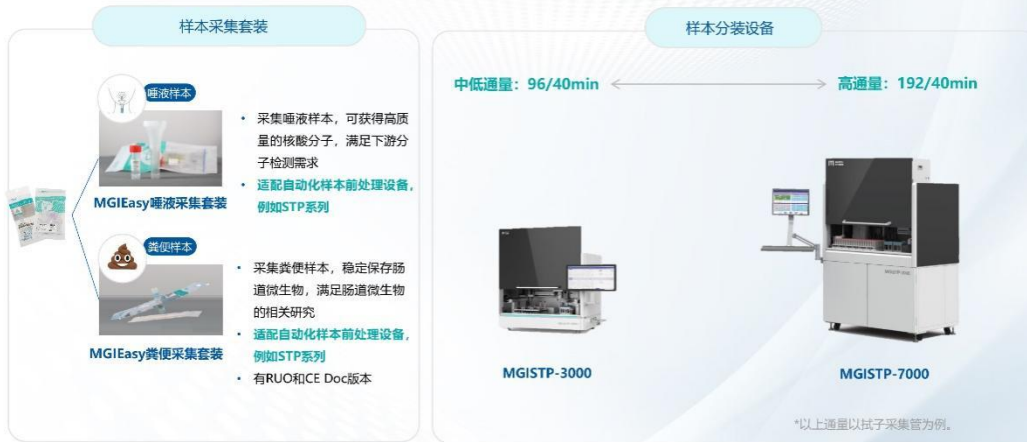 样本采集套装
唾液样本
MGIEasy唾液采集套装
• 采集唾液样本，可获得高质
量的核酸分子，满足下游分
子检测需求
• 适配自动化样本前处理设备，
例如STP系列
粪便样本
MGIEasy粪便采集套装
• 采集粪便样本，稳定保存肠
道微生物，满足肠道微生物
的相关研究
• 适配自动化样本前处理设备，
例如STP系列
• 有RUO和CE Doc版本
样本分装设备
中低通量：96/40min
高通量：192/40min
MGISTP-3000
MGISTP-7000
*以上通量以拭子采集管为例。